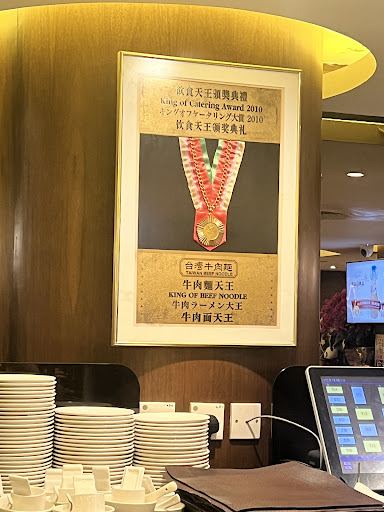 飲食天王頒獎典禮
King of Catering Award 2010
キングオブケータリング大賞 2010
饮食天王颁奖典礼
台灣牛肉麵
TAIWAN BEEF NOODLE
牛肉麵天王
KING OF BEEF NOODLE
牛肉ラーメン大王
牛肉面天王